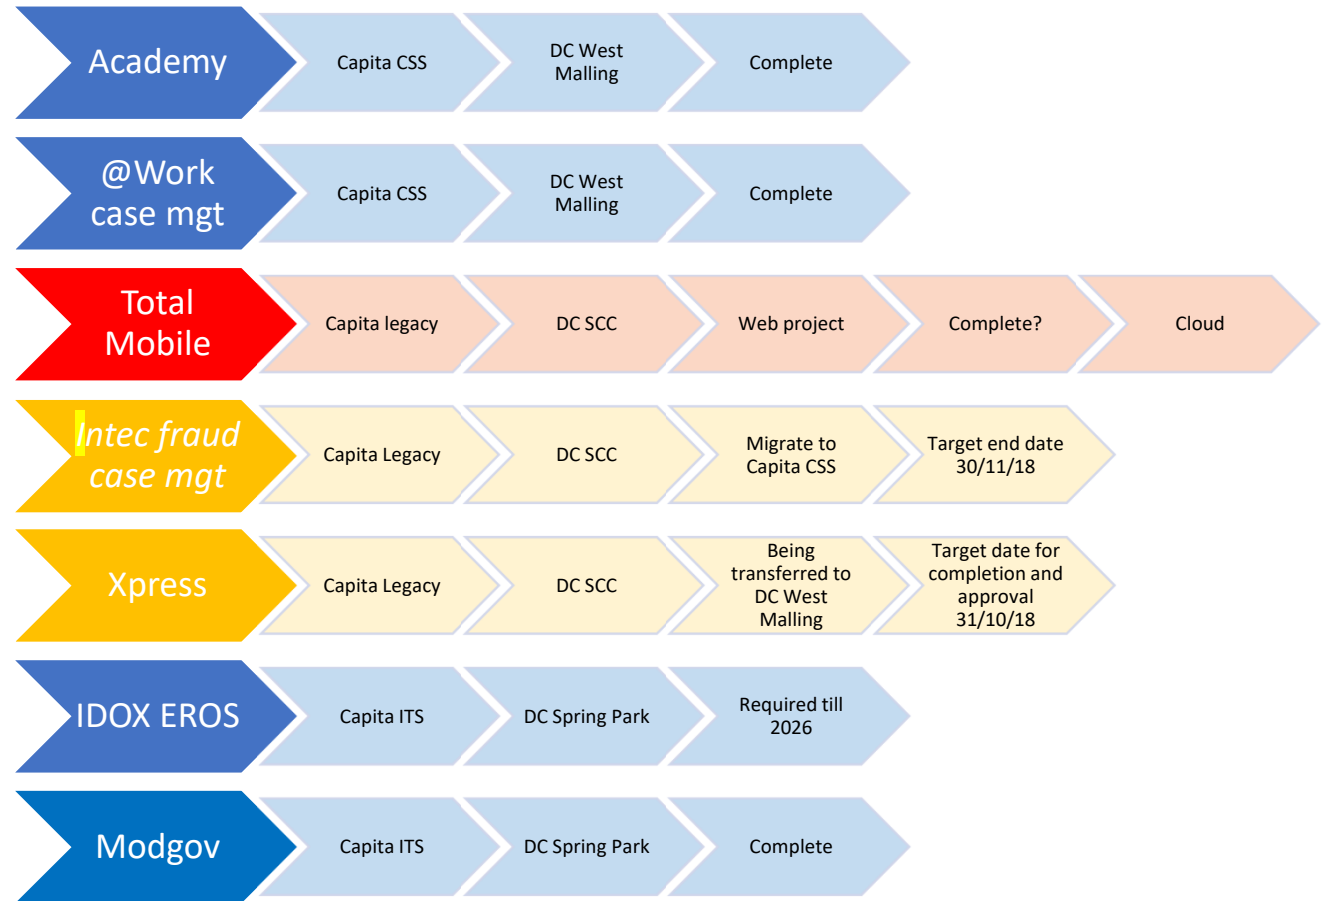 Academy
Capita CSS
DC West
Malling
Complete
@Work
case mgt
Capita CSS
DC West
Malling
Complete
Total
Mobile
Capita legacy
DC SCC
Web project
Complete?
Cloud
Intec fraud
case mgt
Capita Legacy
DC SCC
Migrate to
Capita CSS
Target end date
30/11/18
Xpress
Capita Legacy
DC SCC
Being
transferred to
DC West
Malling
Target date for
completion and
approval
31/10/18
IDOX EROS
Capita ITS
DC Spring Park
Required till
2026
Modgov
Capita ITS
DC Spring Park
Complete